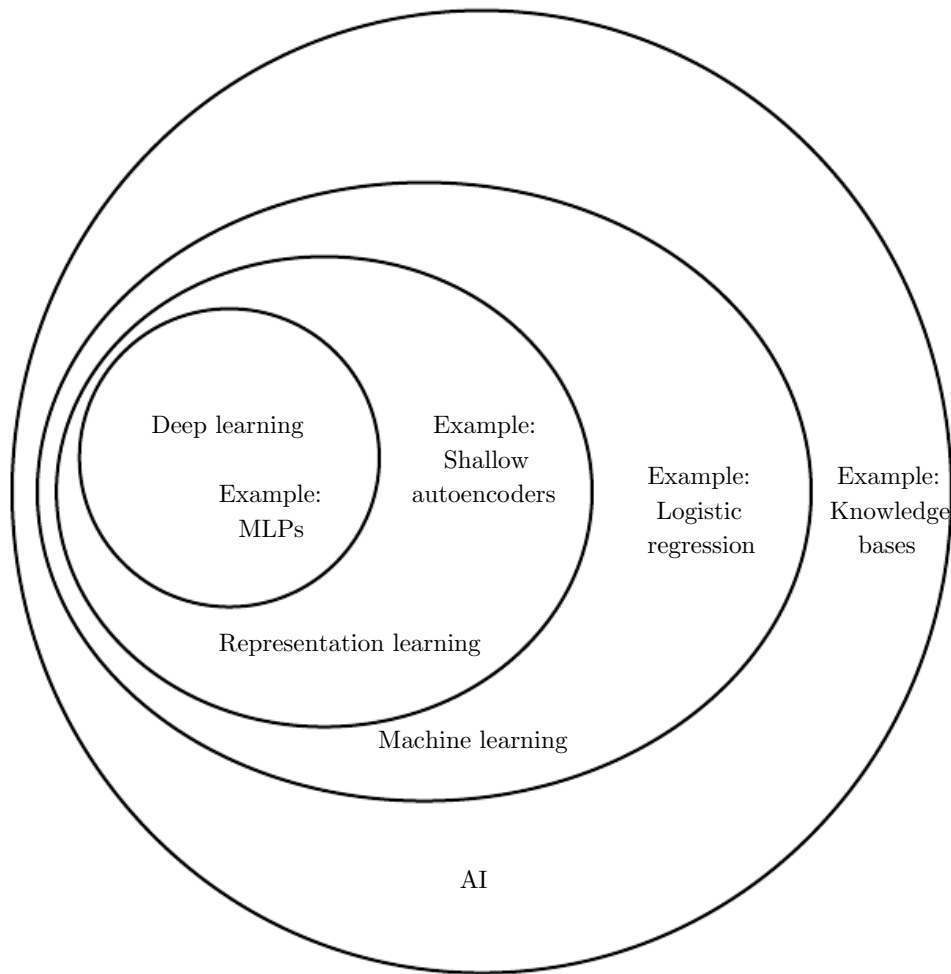 Deep learning
Example:
MLPs
Example:
Shallow
autoencoders
Example:
Logistic
regression
Example:
Knowledge
bases
Representation learning
Machine learning
AI